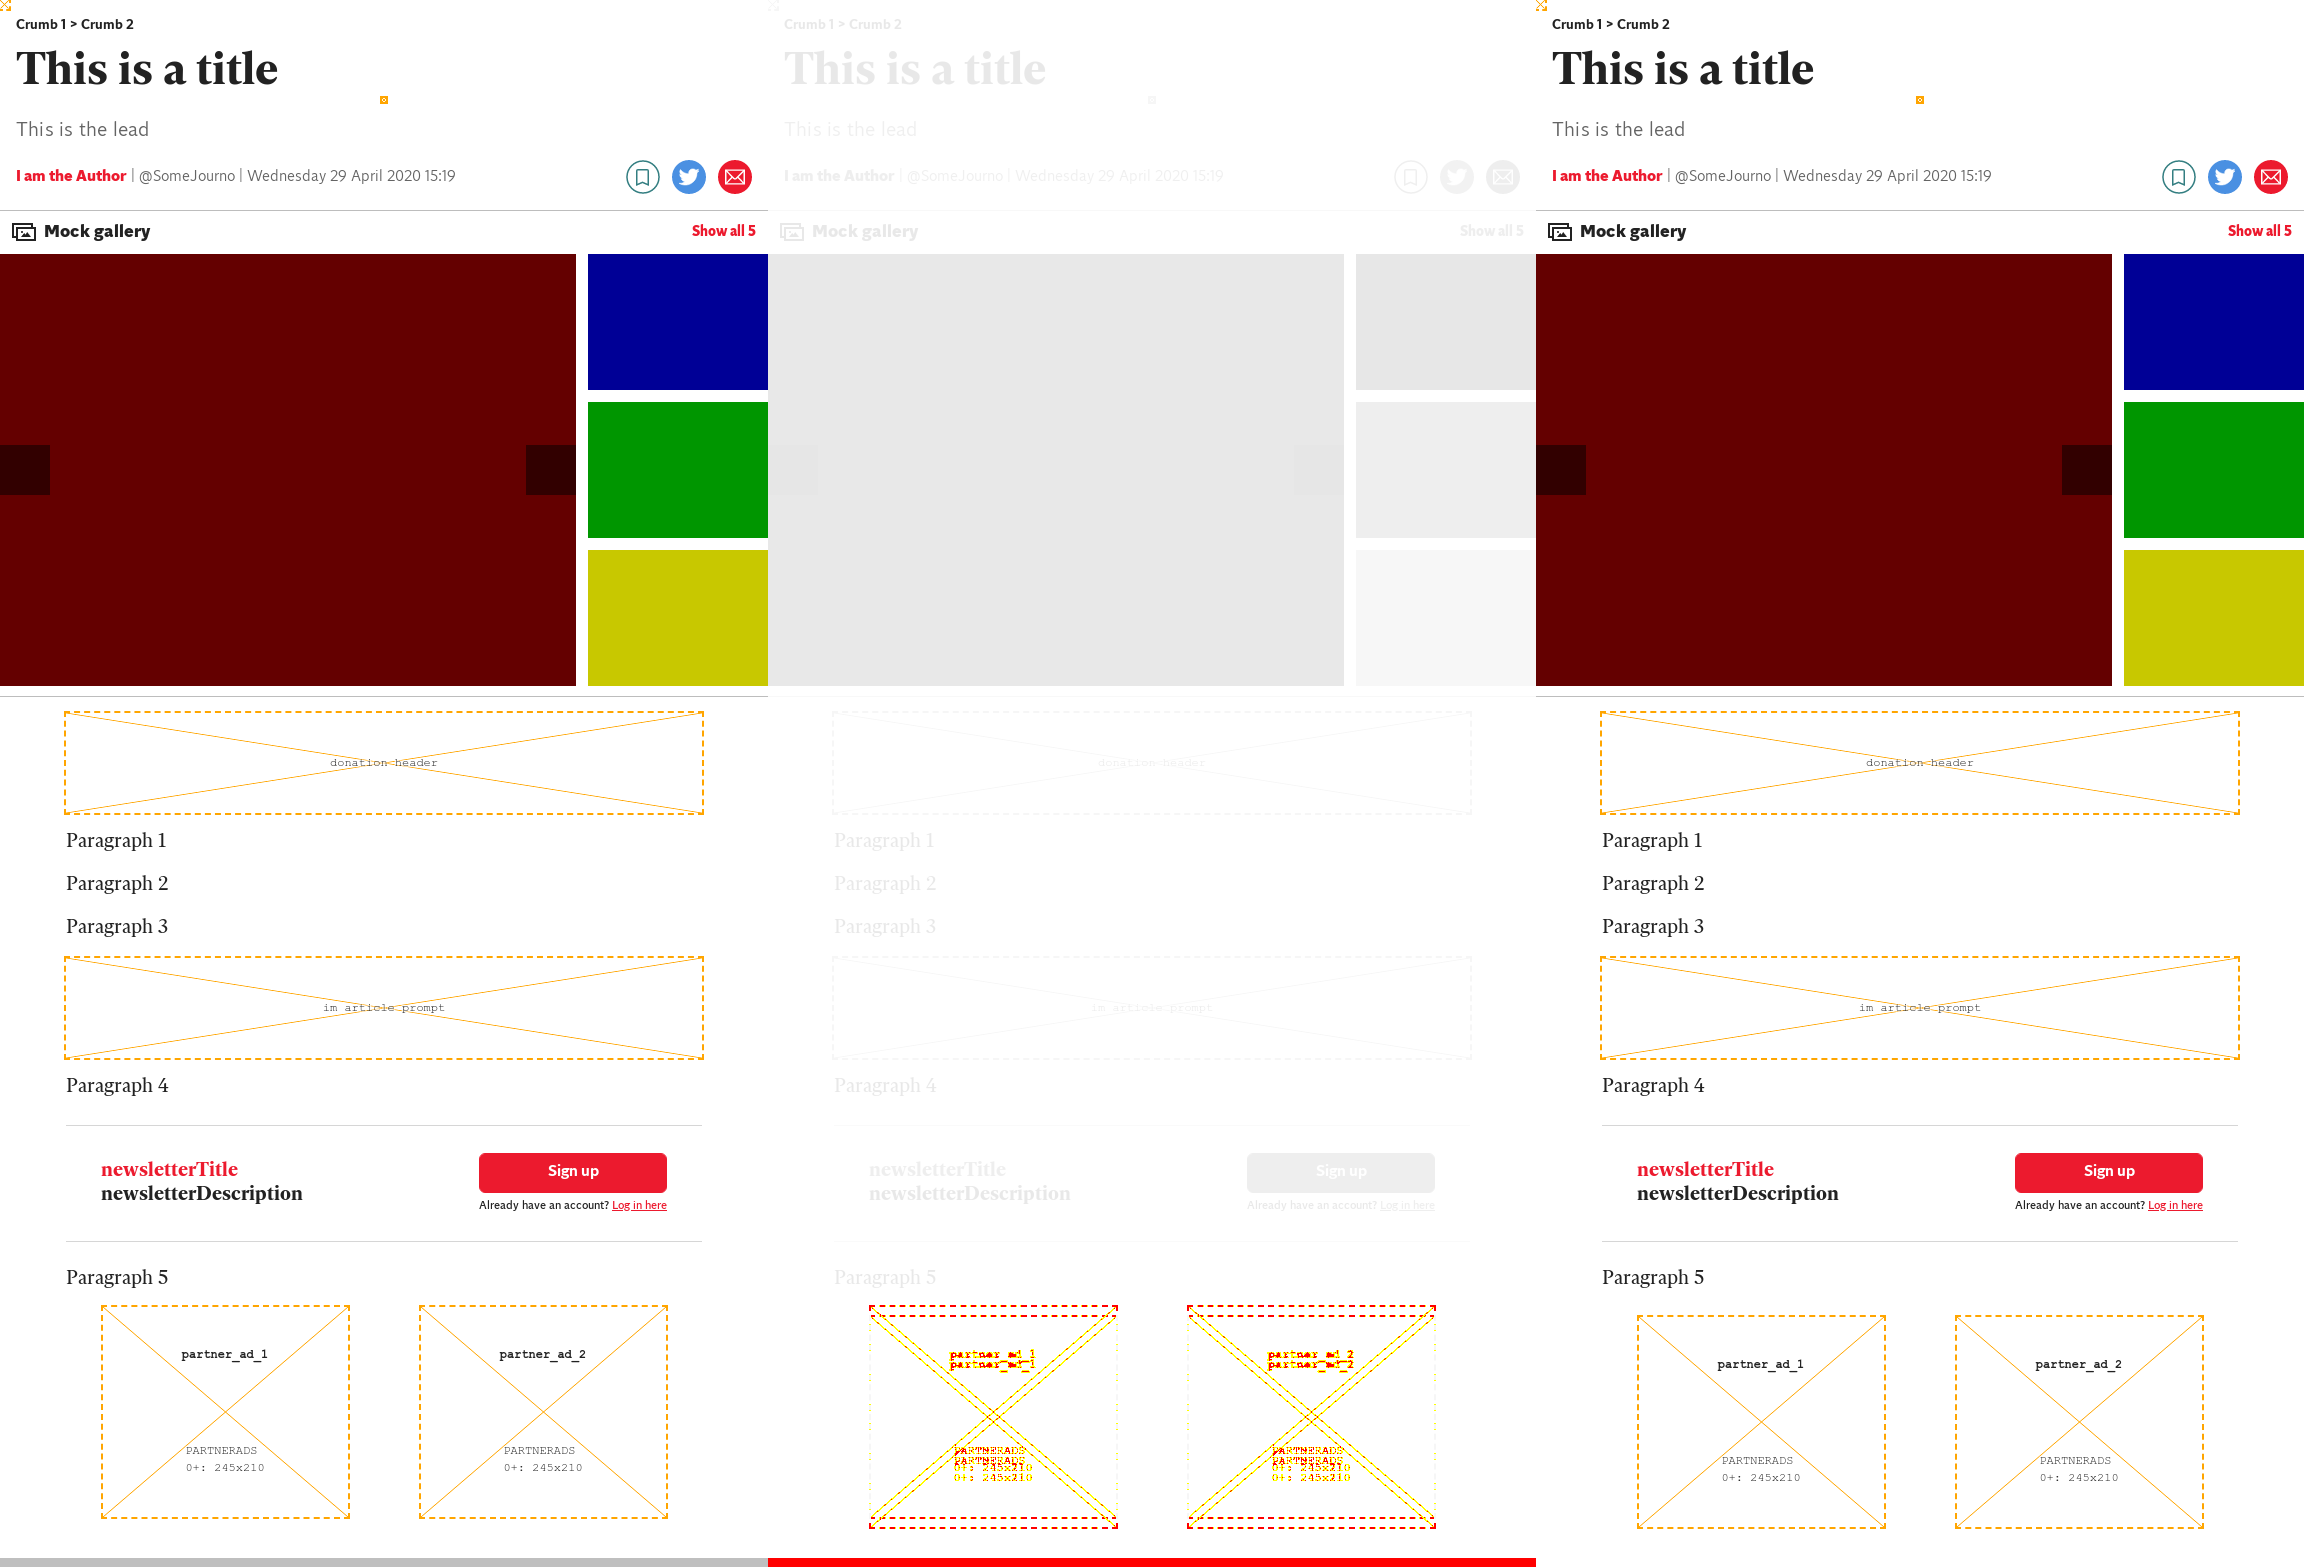 Crumb 1 > Crumb 2
This is a title
This is the lead
I am the Author | @SomeJourno | Wednesday 29 April 2020 15:19
Mock gallery
Show all 5
donation header
Paragraph 1
Paragraph 2
Paragraph 3
im article prompt
Paragraph 4
newsletterTitle
newsletterDescription
Sign up
Already have an account? Log in here
Paragraph 5
partner_ad_1
PARTNERADS
0+: 245x210
partner_ad_2
PARTNERADS
0+: 245x210
Crumb 1 > Crumb 2
This is a title
This is the lead
I am the Author | @SomeJourno | Wednesday 29 April 2020 15:19
Mock gallery
Show all 5
donation header
Paragraph 1
Paragraph 2
Paragraph 3
im article prompt
Paragraph 4
newsletterTitle
newsletterDescription
Sign up
Already have an account? Log in here
Paragraph 5
partner_ad_1
partner_ad_1
PARTNERADS
PARTNERADS
0+: 245x210
0+: 245x210
partner_ad_2
partner_ad_2
PARTNERADS
PARTNERADS
0+: 245x210
0+: 245x210
Crumb 1 > Crumb 2
This is a title
This is the lead
I am the Author | @SomeJourno | Wednesday 29 April 2020 15:19
Mock gallery
Show all 5
donation header
Paragraph 1
Paragraph 2
Paragraph 3
im article prompt
Paragraph 4
newsletterTitle
newsletterDescription
Sign up
Already have an account? Log in here
Paragraph 5
partner_ad_1
PARTNERADS
0+: 245x210
partner_ad_2
PARTNERADS
0+: 245x210